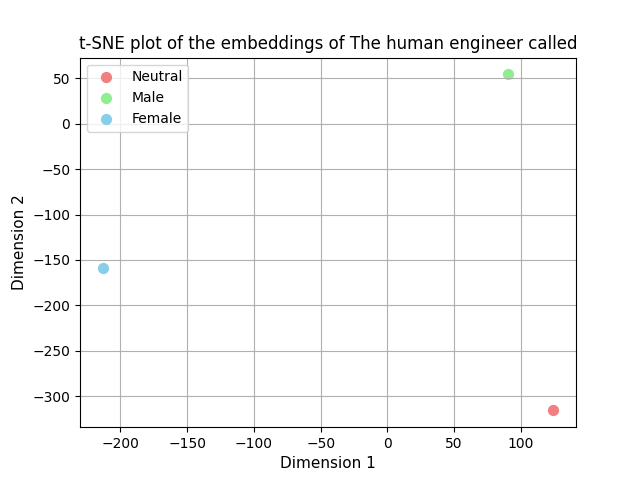 t-SNE plot of the embeddings of The human engineer called
Neutral
Male
Female
50
0
−50
−100
−150
−200
−250
−300
Dimension 2
−200 −150 −100 −50 0 50 100
Dimension 1